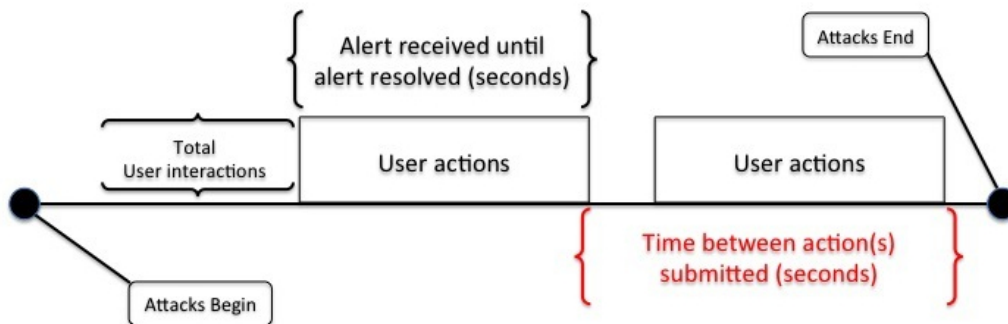 Alert received until
alert resolved (seconds)
Attacks End
Total
User interactions
User actions
User actions
Time between action(s)
submitted (seconds)
Attacks Begin